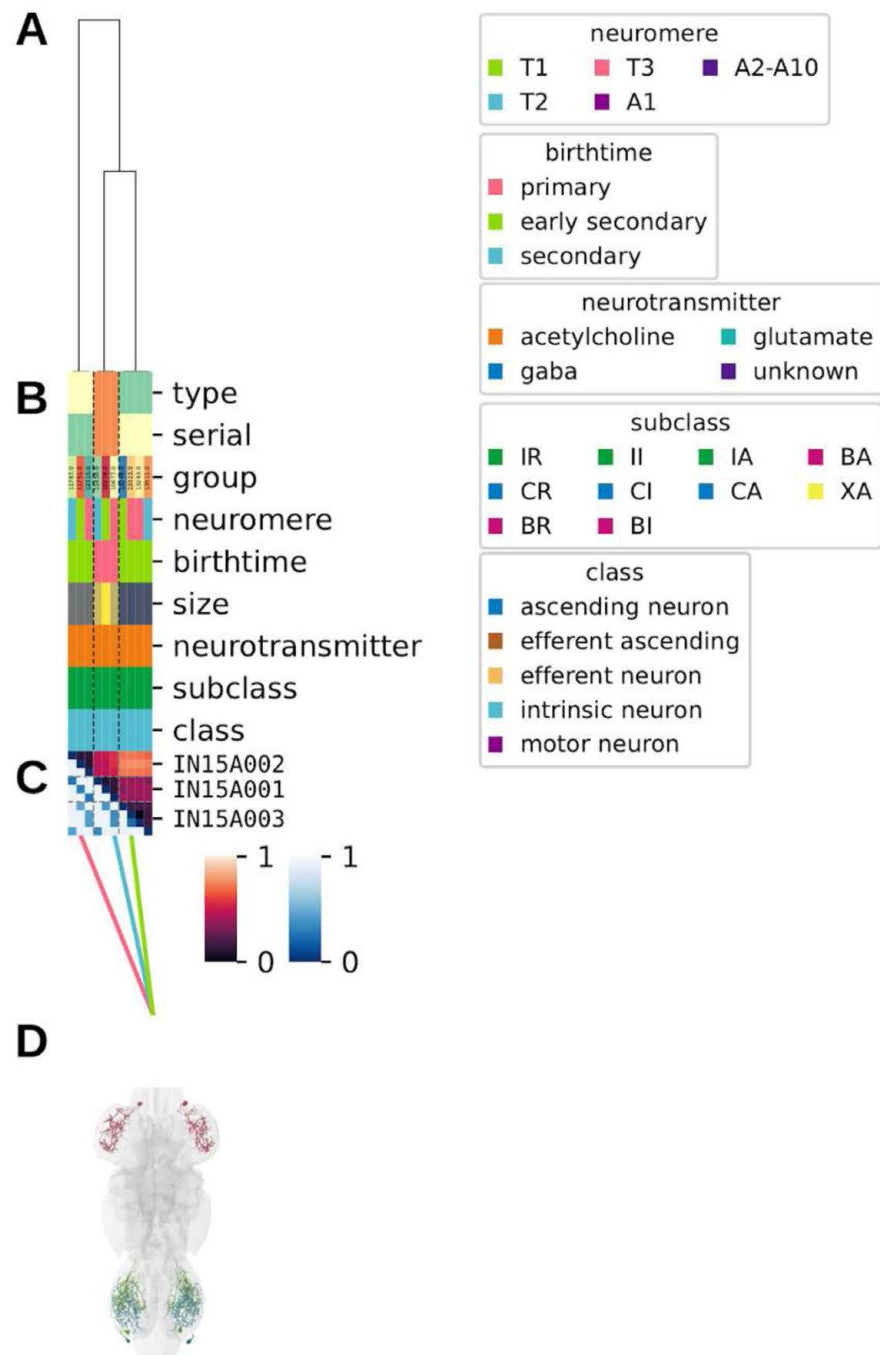 A
neuromere
T1 T3 A2-A10
T2 A1
birthtime
primary
early secondary
secondary
neurotransmitter
acetylcholine glutamate
gaba unknown
B
type
serial
group
neuromere
birthtime
size
neurotransmitter
subclass
class
subclass
IR II IA BA
CR CI CA XA
BR BI
class
ascending neuron
efferent ascending
efferent neuron
intrinsic neuron
motor neuron
C
IN15A002
IN15A001
IN15A003
1 1
0 0
D